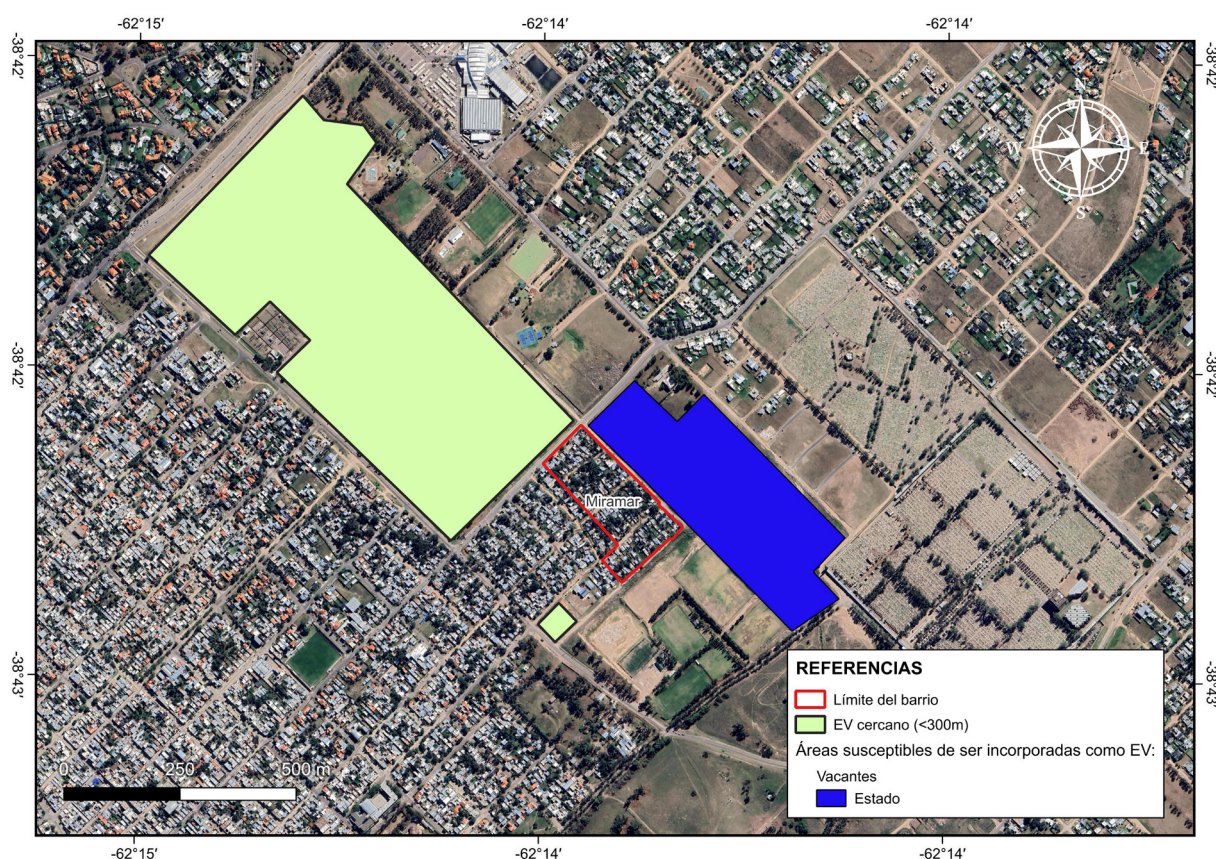 -62°15′ -62°14′ -62°14′
-38°42′ -38°42′
N
W E
S
-38°42′ -38°42′
Miramar
-38°43′ -38°43′
REFERENCIAS
Límite del barrio
EV cercano (<300m)
Áreas susceptibles de ser incorporadas como EV:
Vacantes
Estado
0 250 500 m
-62°15′ -62°14′ -62°14′